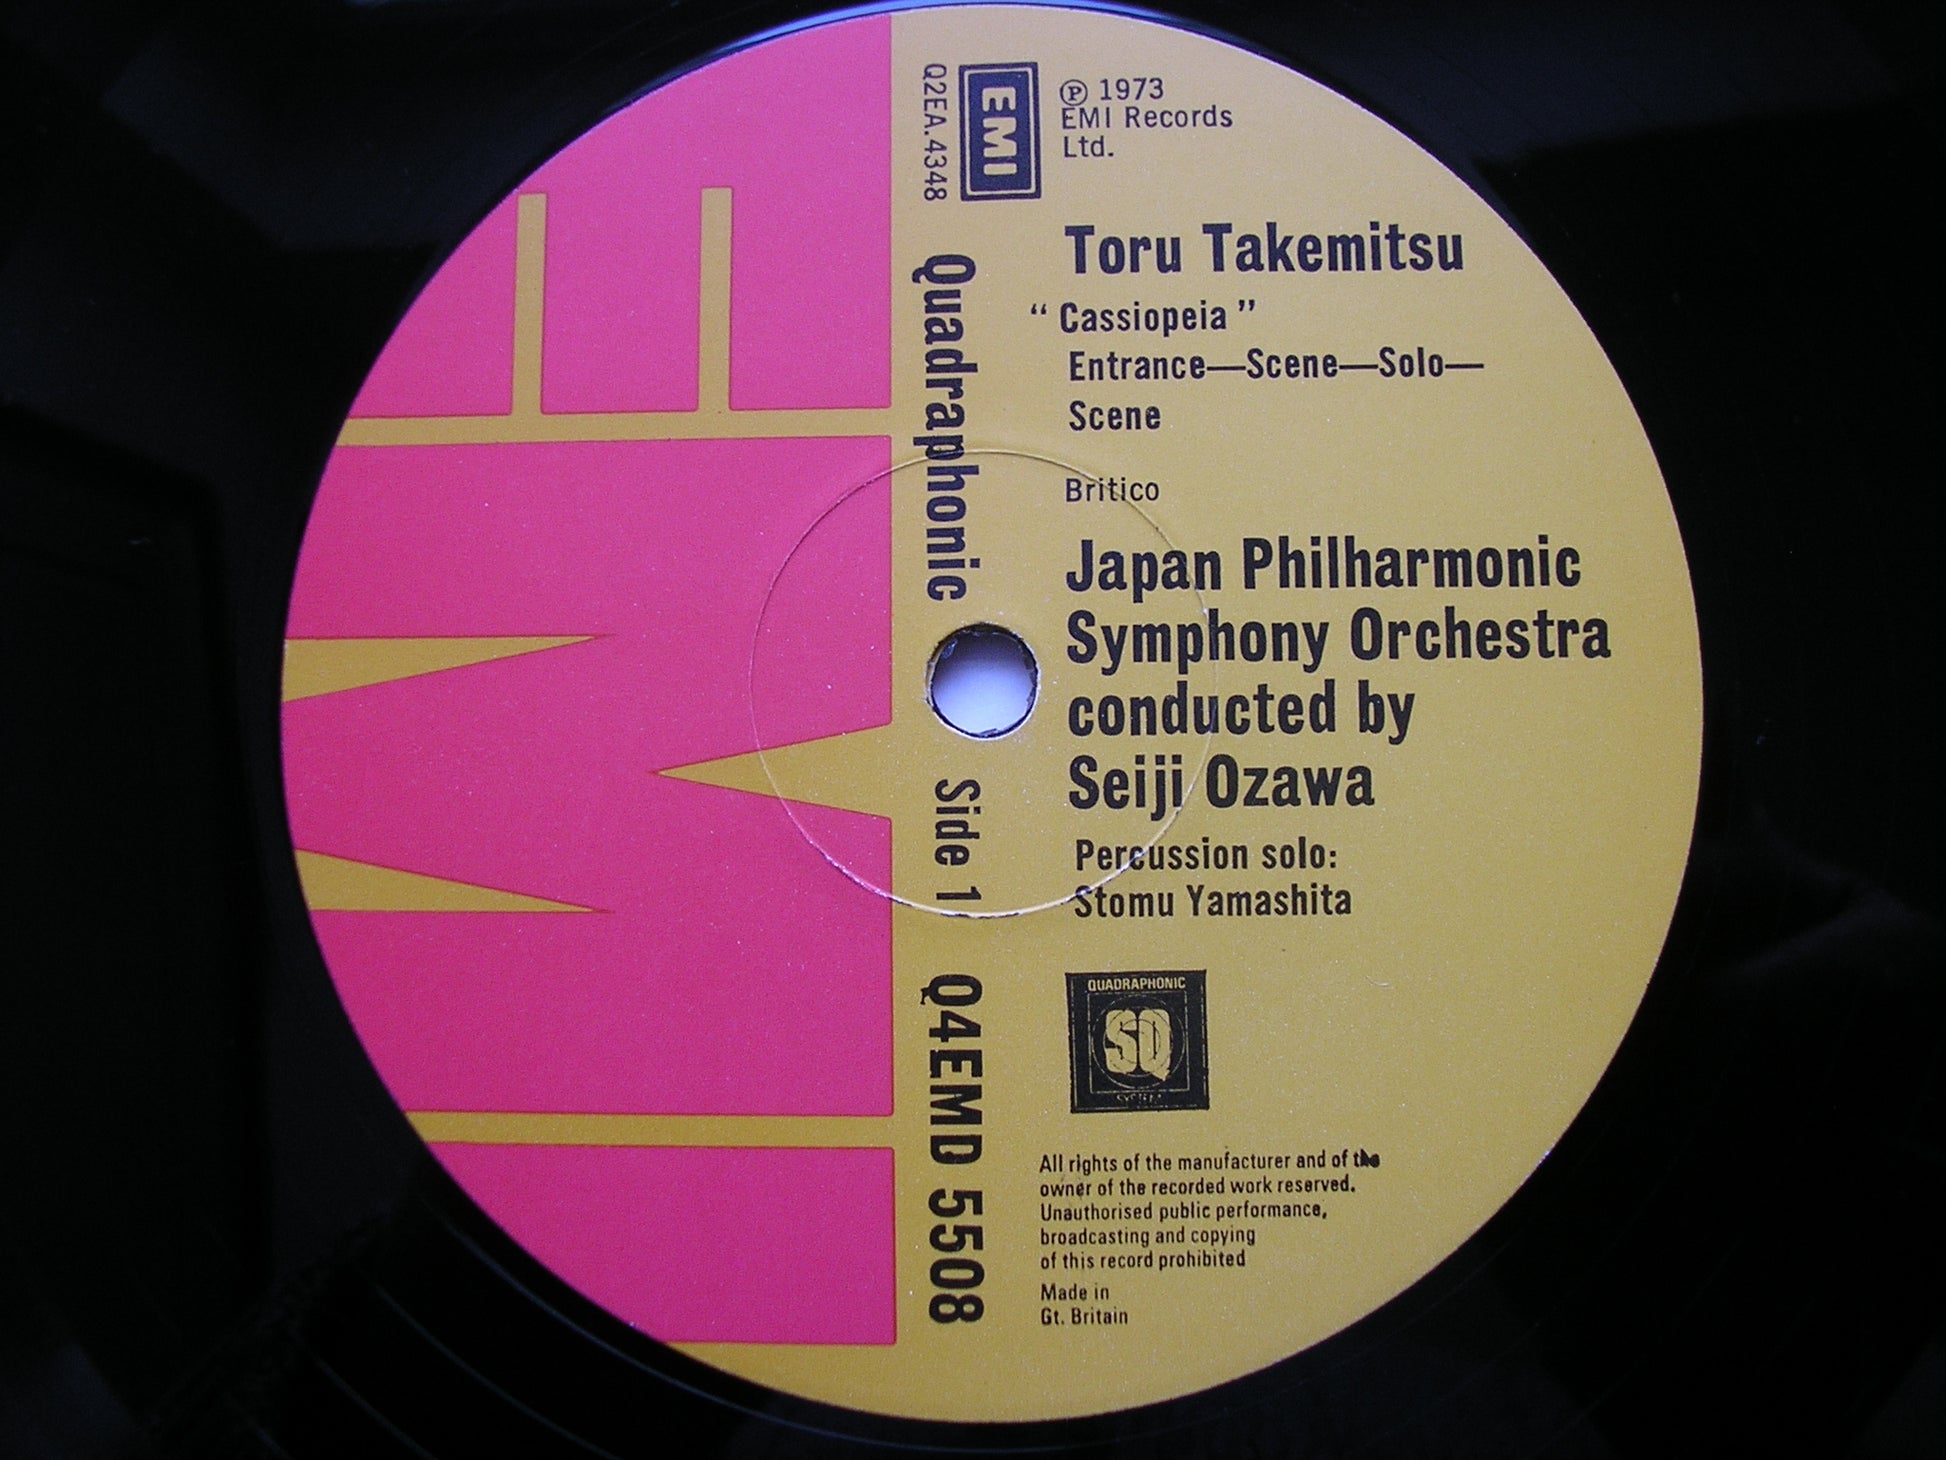 Q2EA.4348
EMI
℗ 1973
EMI Records
Ltd.
Toru Takemitsu
“ Cassiopeia ”
Entrance—Scene—Solo—
Scene
Britico
Japan Philharmonic
Symphony Orchestra
conducted by
Seiji Ozawa
Percussion solo:
Stomu Yamashita
Quadraphonic Side 1 Q4EMD 5508
QUADRAPHONIC
SQ
SYSTEM
All rights of the manufacturer and of the
owner of the recorded work reserved.
Unauthorised public performance,
broadcasting and copying
of this record prohibited
Made in
Gt. Britain
EMI